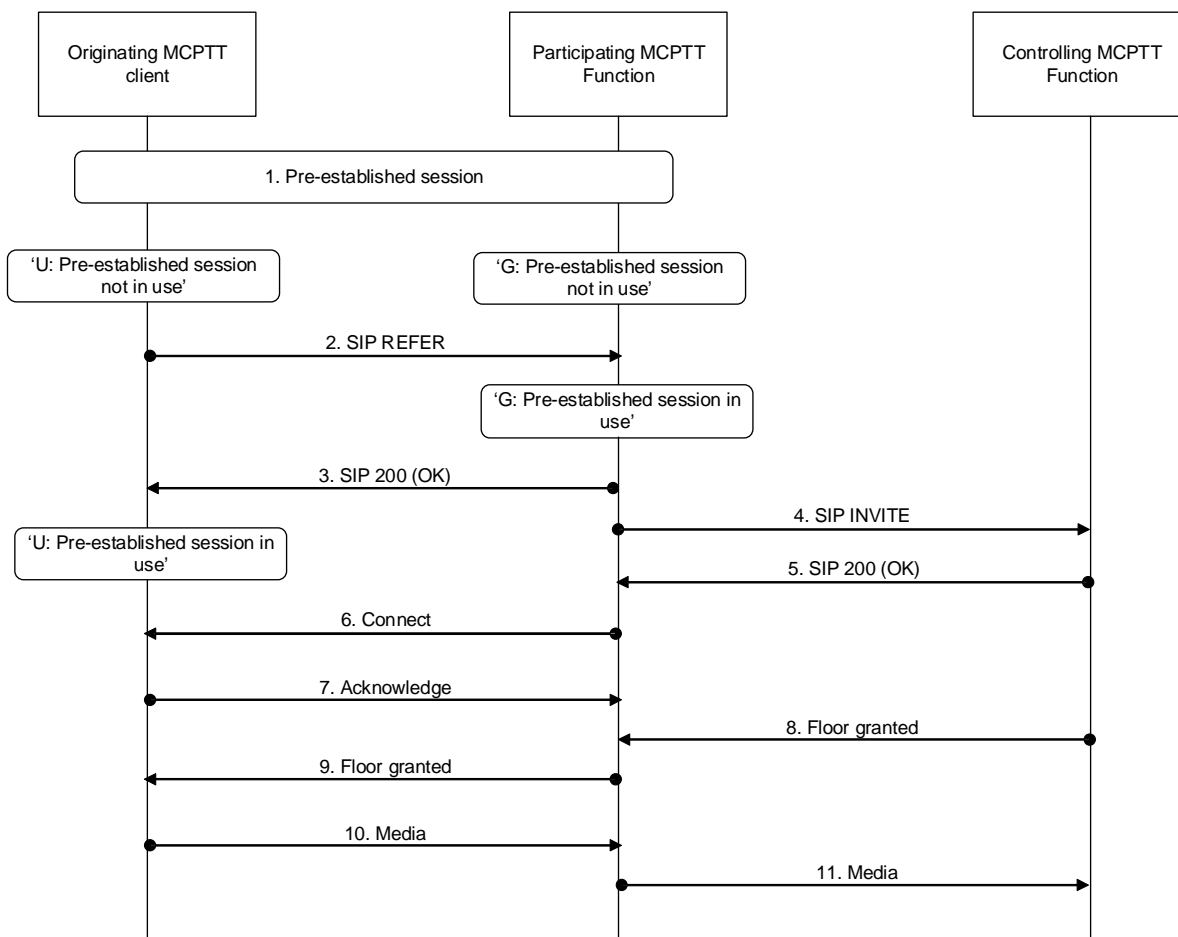 Originating MCPTT
client
Participating MCPTT
Function
Controlling MCPTT
Function
1. Pre-established session
‘U: Pre-established session
not in use’
‘G: Pre-established session
not in use’
2. SIP REFER
‘G: Pre-established session in
use’
3. SIP 200 (OK)
4. SIP INVITE
‘U: Pre-established session in
use’
5. SIP 200 (OK)
6. Connect
7. Acknowledge
8. Floor granted
9. Floor granted
10. Media
11. Media